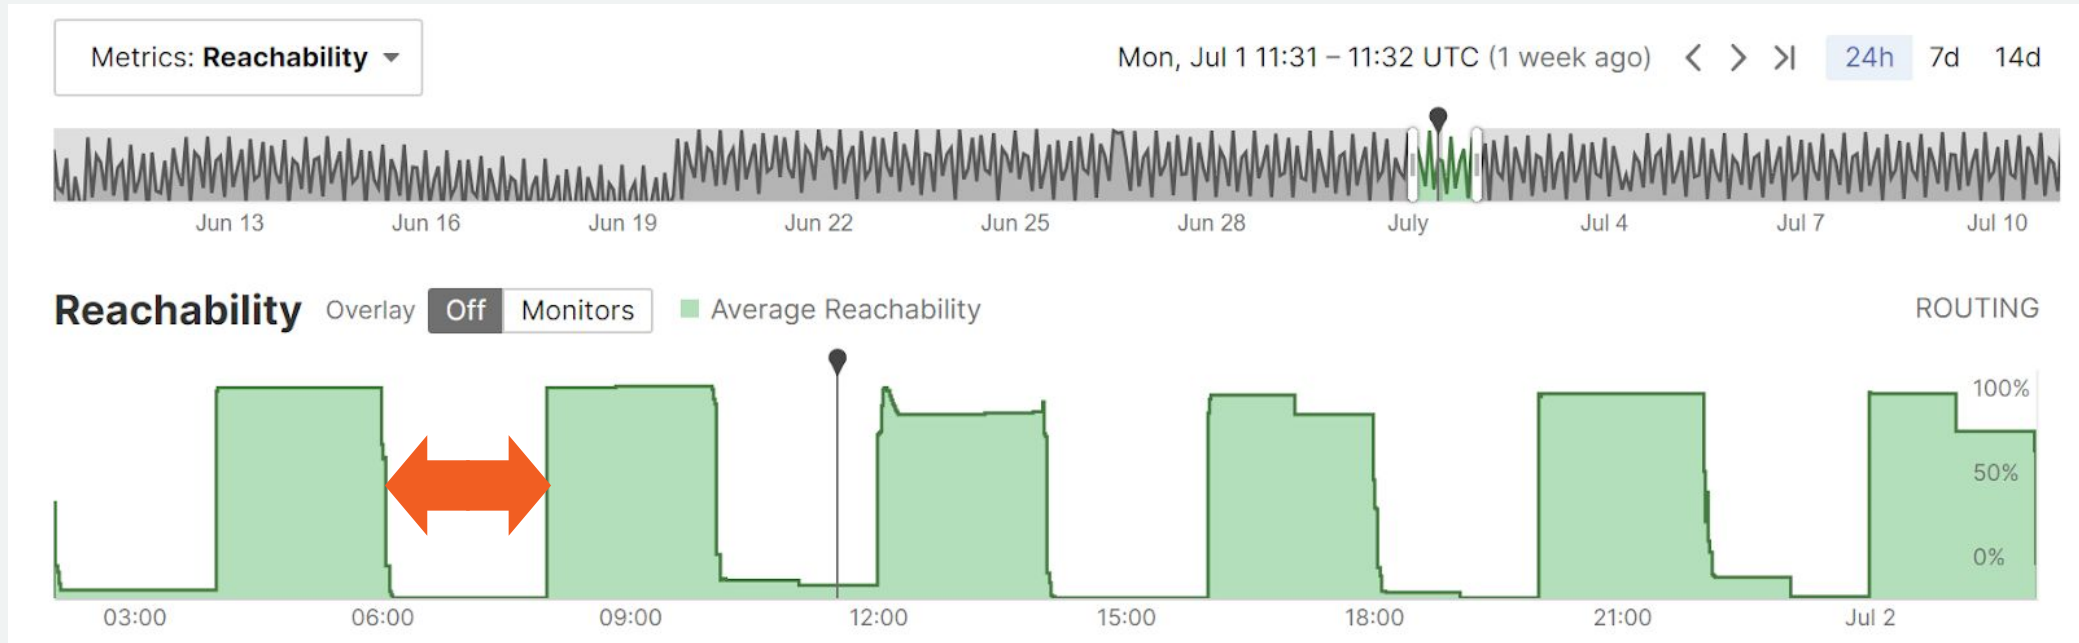 Metrics: Reachability
Mon, Jul 1 11:31 – 11:32 UTC (1 week ago) 24h 7d 14d
Jun 13 Jun 16 Jun 19 Jun 22 Jun 25 Jun 28 July Jul 4 Jul 7 Jul 10
Reachability Overlay Off Monitors Average Reachability ROUTING
100%
50%
0%
03:00 06:00 09:00 12:00 15:00 18:00 21:00 Jul 2